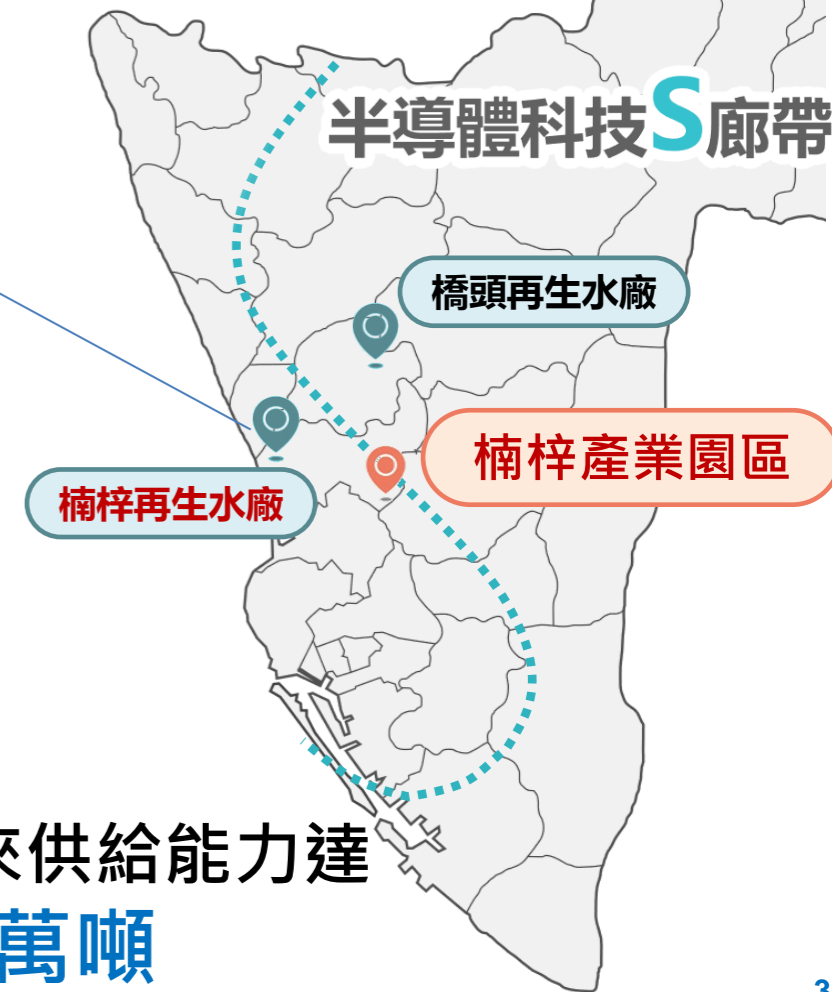 半導體科技S廊帶
橋頭再生水廠
楠梓產業園區
楠梓再生水廠
來供給能力達
萬噸
3